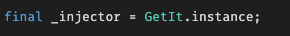 final _injector = GetIt.instance;